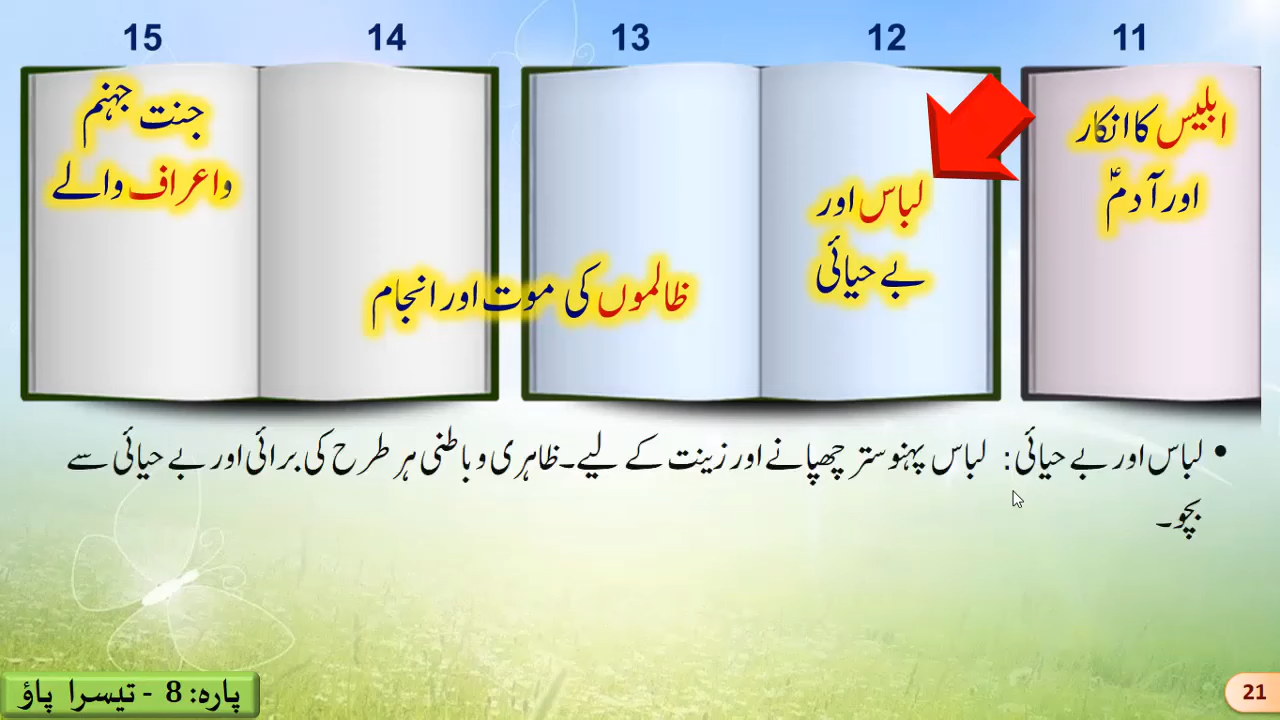 15 14 13 12 11
ابلیس کا انکار
اور آدمؑ
لباس اور
بے حیائی
ظالموں کی موت اور انجام
جنت جہنم
واعراف والے
• لباس اور بے حیائی: لباس پہنو ستر چھپانے اور زینت کے لیے۔ ظاہری و باطنی ہر طرح کی برائی اور بے حیائی سے
بچو۔
پارہ: 8 - تیسرا پاؤ
21